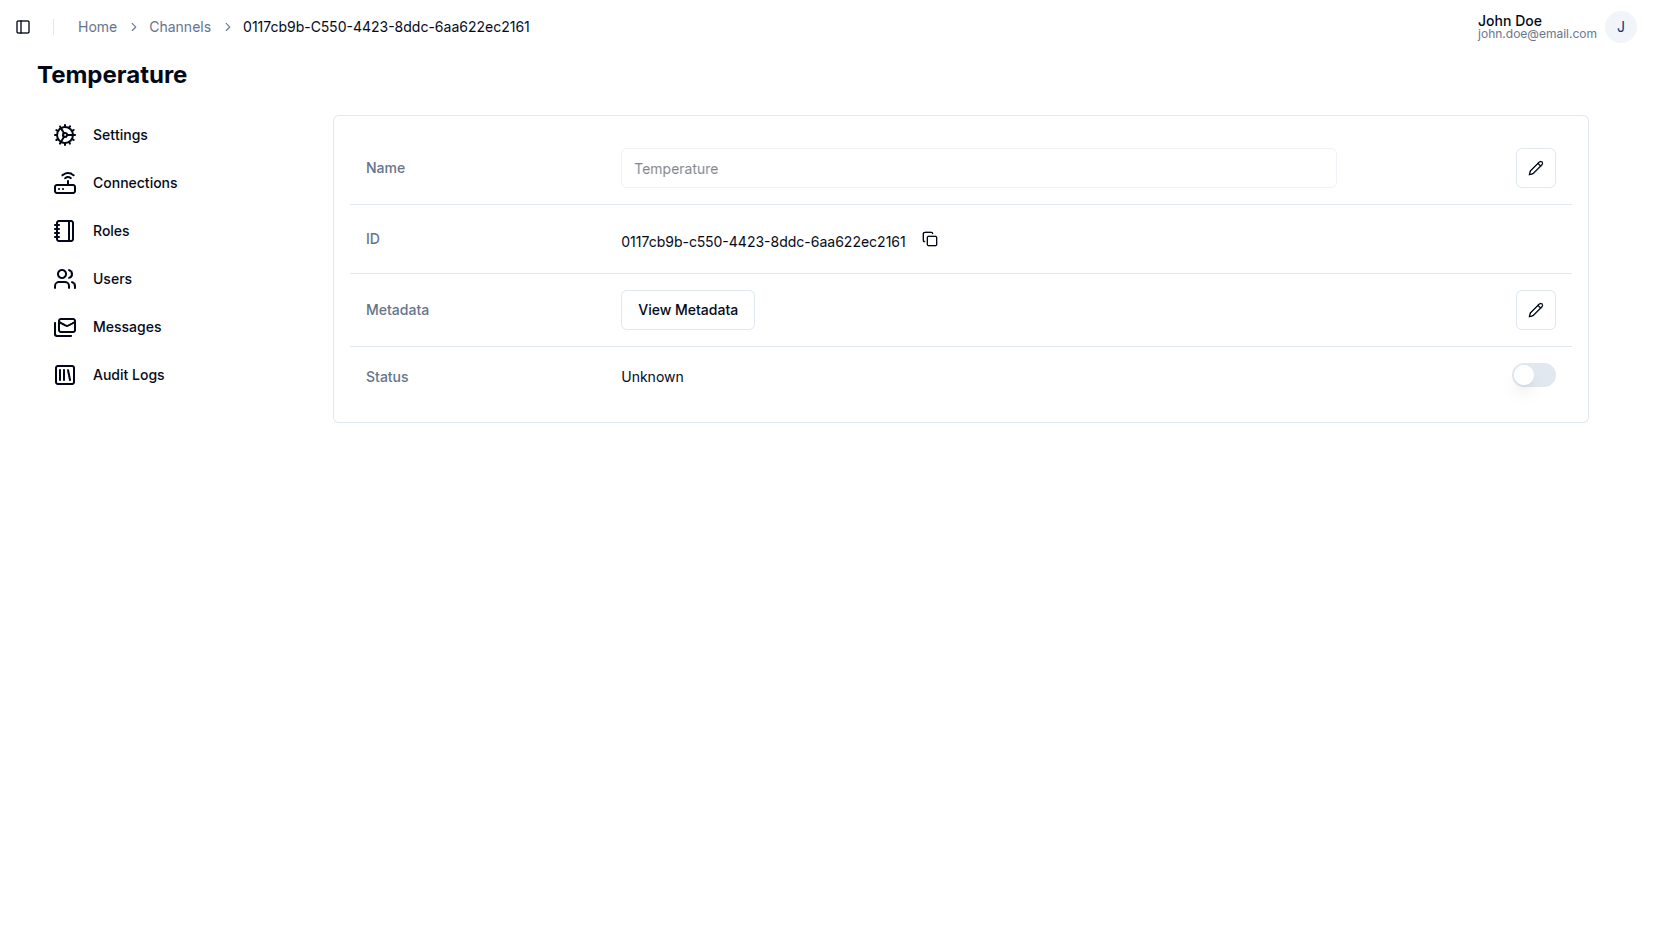 Home > Channels > 0117cb9b-C550-4423-8ddc-6aa622ec2161
John Doe
john.doe@email.com
J
Temperature
Settings
Connections
Roles
Users
Messages
Audit Logs
Name
Temperature
ID
0117cb9b-c550-4423-8ddc-6aa622ec2161
Metadata
View Metadata
Status
Unknown